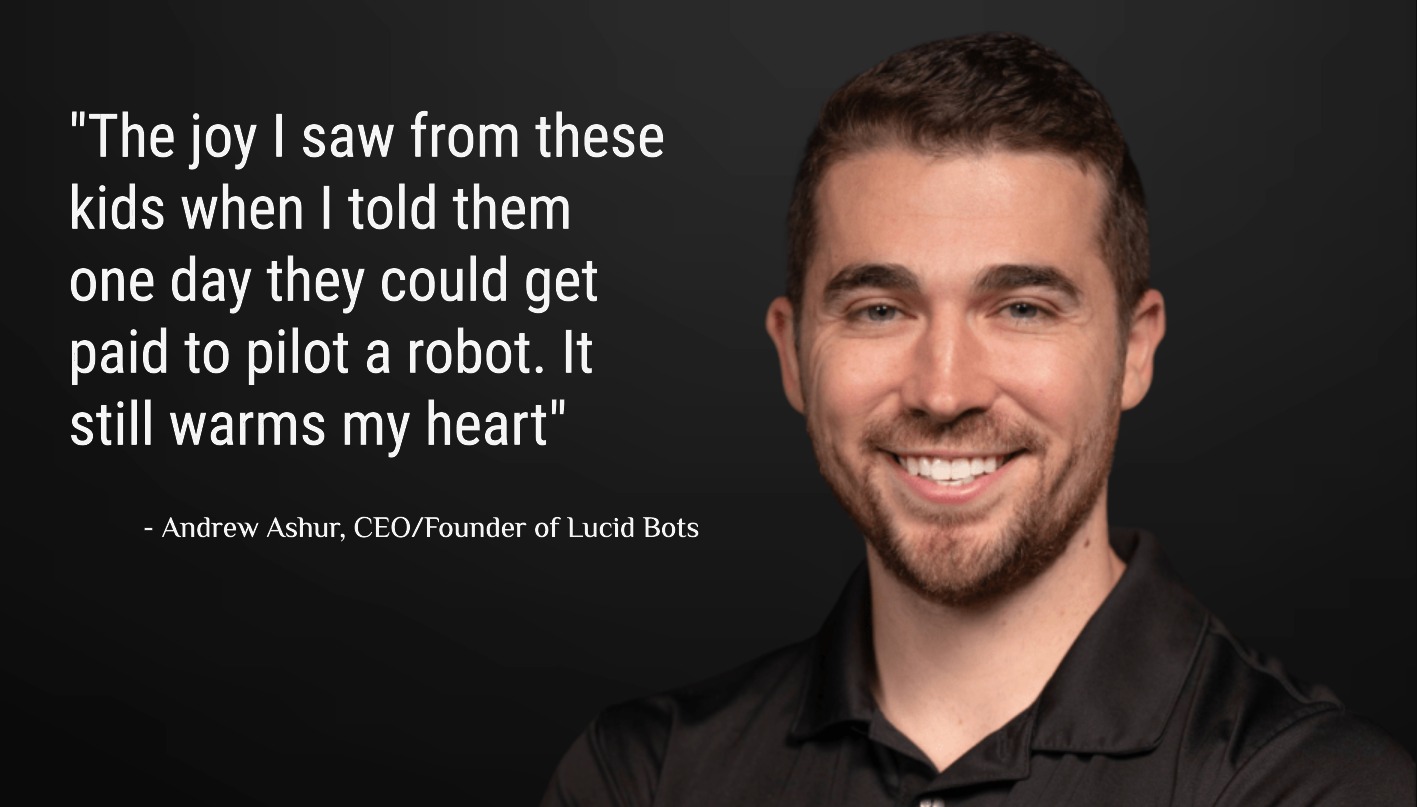 "The joy I saw from these
kids when I told them
one day they could get
paid to pilot a robot. It
still warms my heart"
- Andrew Ashur, CEO/Founder of Lucid Bots